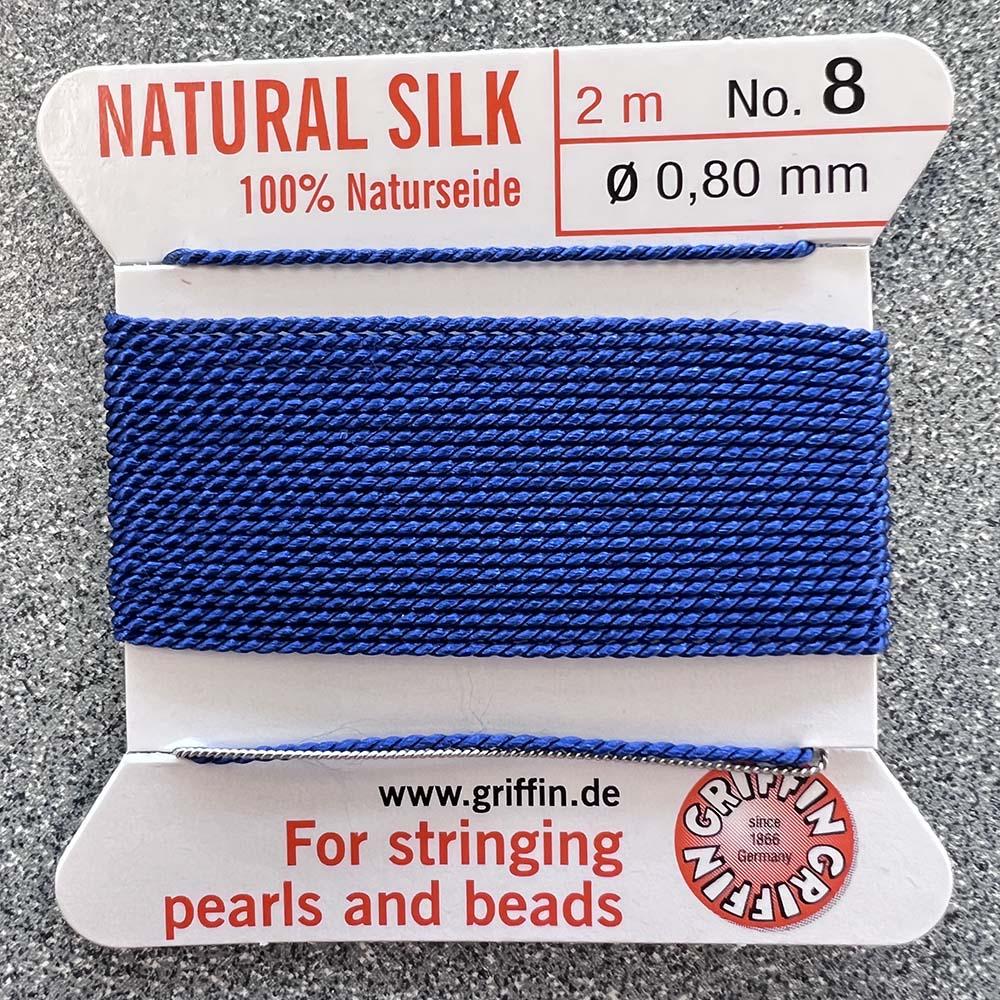 NATURAL SILK
100% Naturseide
2 m No. 8
Ø 0,80 mm
www.griffin.de
For stringing
pearls and beads
GRIFFIN GRIFFIN
since
1866
Germany